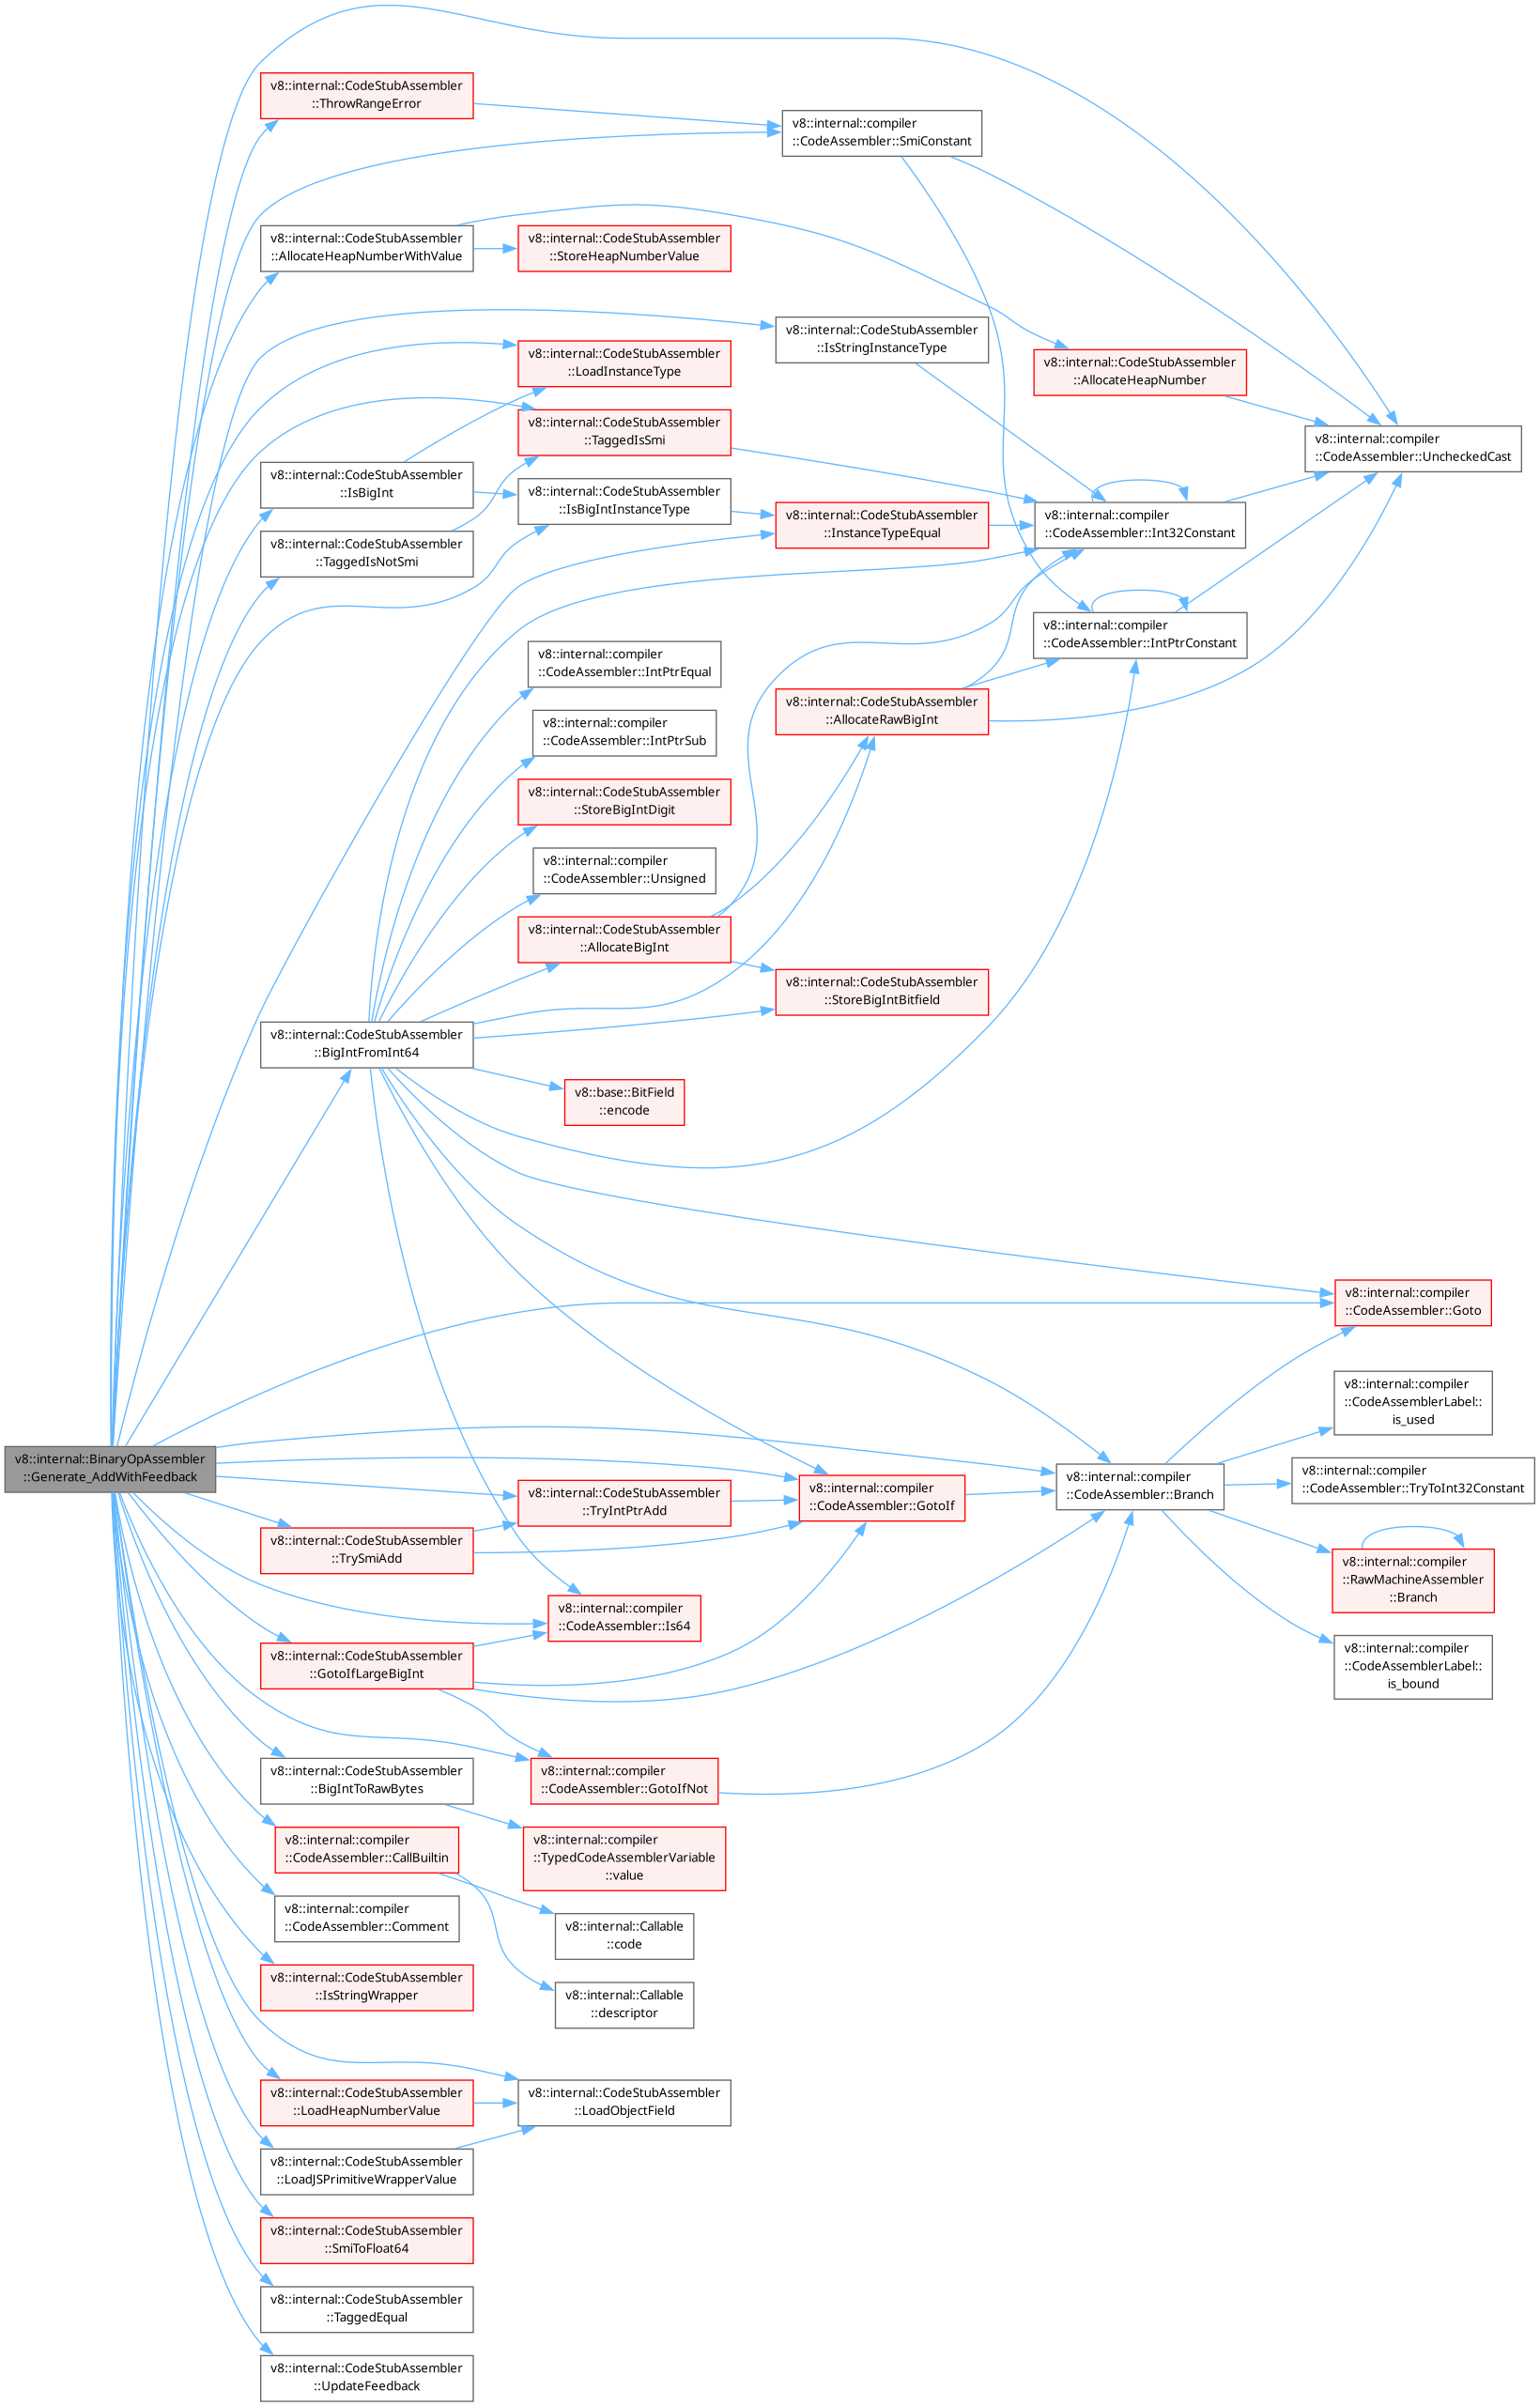 v8::internal::CodeStubAssembler
::ThrowRangeError
v8::internal::compiler
::CodeAssembler::SmiConstant
v8::internal::CodeStubAssembler
::AllocateHeapNumberWithValue
v8::internal::CodeStubAssembler
::StoreHeapNumberValue
v8::internal::CodeStubAssembler
::IsStringInstanceType
v8::internal::CodeStubAssembler
::LoadInstanceType
v8::internal::CodeStubAssembler
::AllocateHeapNumber
v8::internal::CodeStubAssembler
::TaggedIsSmi
v8::internal::compiler
::CodeAssembler::UncheckedCast
v8::internal::CodeStubAssembler
::IsBigInt
v8::internal::CodeStubAssembler
::IsBigIntInstanceType
v8::internal::CodeStubAssembler
::InstanceTypeEqual
v8::internal::compiler
::CodeAssembler::Int32Constant
v8::internal::CodeStubAssembler
::TaggedIsNotSmi
v8::internal::compiler
::CodeAssembler::IntPtrConstant
v8::internal::compiler
::CodeAssembler::IntPtrEqual
v8::internal::CodeStubAssembler
::AllocateRawBigInt
v8::internal::compiler
::CodeAssembler::IntPtrSub
v8::internal::CodeStubAssembler
::StoreBigIntDigit
v8::internal::compiler
::CodeAssembler::Unsigned
v8::internal::CodeStubAssembler
::AllocateBigInt
v8::internal::CodeStubAssembler
::StoreBigIntBitfield
v8::internal::CodeStubAssembler
::BigIntFromInt64
v8::base::BitField
::encode
v8::internal::compiler
::CodeAssembler::Goto
v8::internal::compiler
::CodeAssemblerLabel::
is_used
v8::internal::BinaryOpAssembler
::Generate_AddWithFeedback
v8::internal::compiler
::CodeAssembler::Branch
v8::internal::compiler
::CodeAssembler::TryToInt32Constant
v8::internal::CodeStubAssembler
::TryIntPtrAdd
v8::internal::compiler
::CodeAssembler::GotoIf
v8::internal::CodeStubAssembler
::TrySmiAdd
v8::internal::compiler
::RawMachineAssembler
::Branch
v8::internal::compiler
::CodeAssembler::Is64
v8::internal::CodeStubAssembler
::GotoIfLargeBigInt
v8::internal::compiler
::CodeAssemblerLabel::
is_bound
v8::internal::CodeStubAssembler
::BigIntToRawBytes
v8::internal::compiler
::CodeAssembler::GotoIfNot
v8::internal::compiler
::CodeAssembler::CallBuiltin
v8::internal::compiler
::TypedCodeAssemblerVariable
::value
v8::internal::compiler
::CodeAssembler::Comment
v8::internal::Callable
::code
v8::internal::CodeStubAssembler
::IsStringWrapper
v8::internal::Callable
::descriptor
v8::internal::CodeStubAssembler
::LoadHeapNumberValue
v8::internal::CodeStubAssembler
::LoadObjectField
v8::internal::CodeStubAssembler
::LoadJSPrimitiveWrapperValue
v8::internal::CodeStubAssembler
::SmiToFloat64
v8::internal::CodeStubAssembler
::TaggedEqual
v8::internal::CodeStubAssembler
::UpdateFeedback